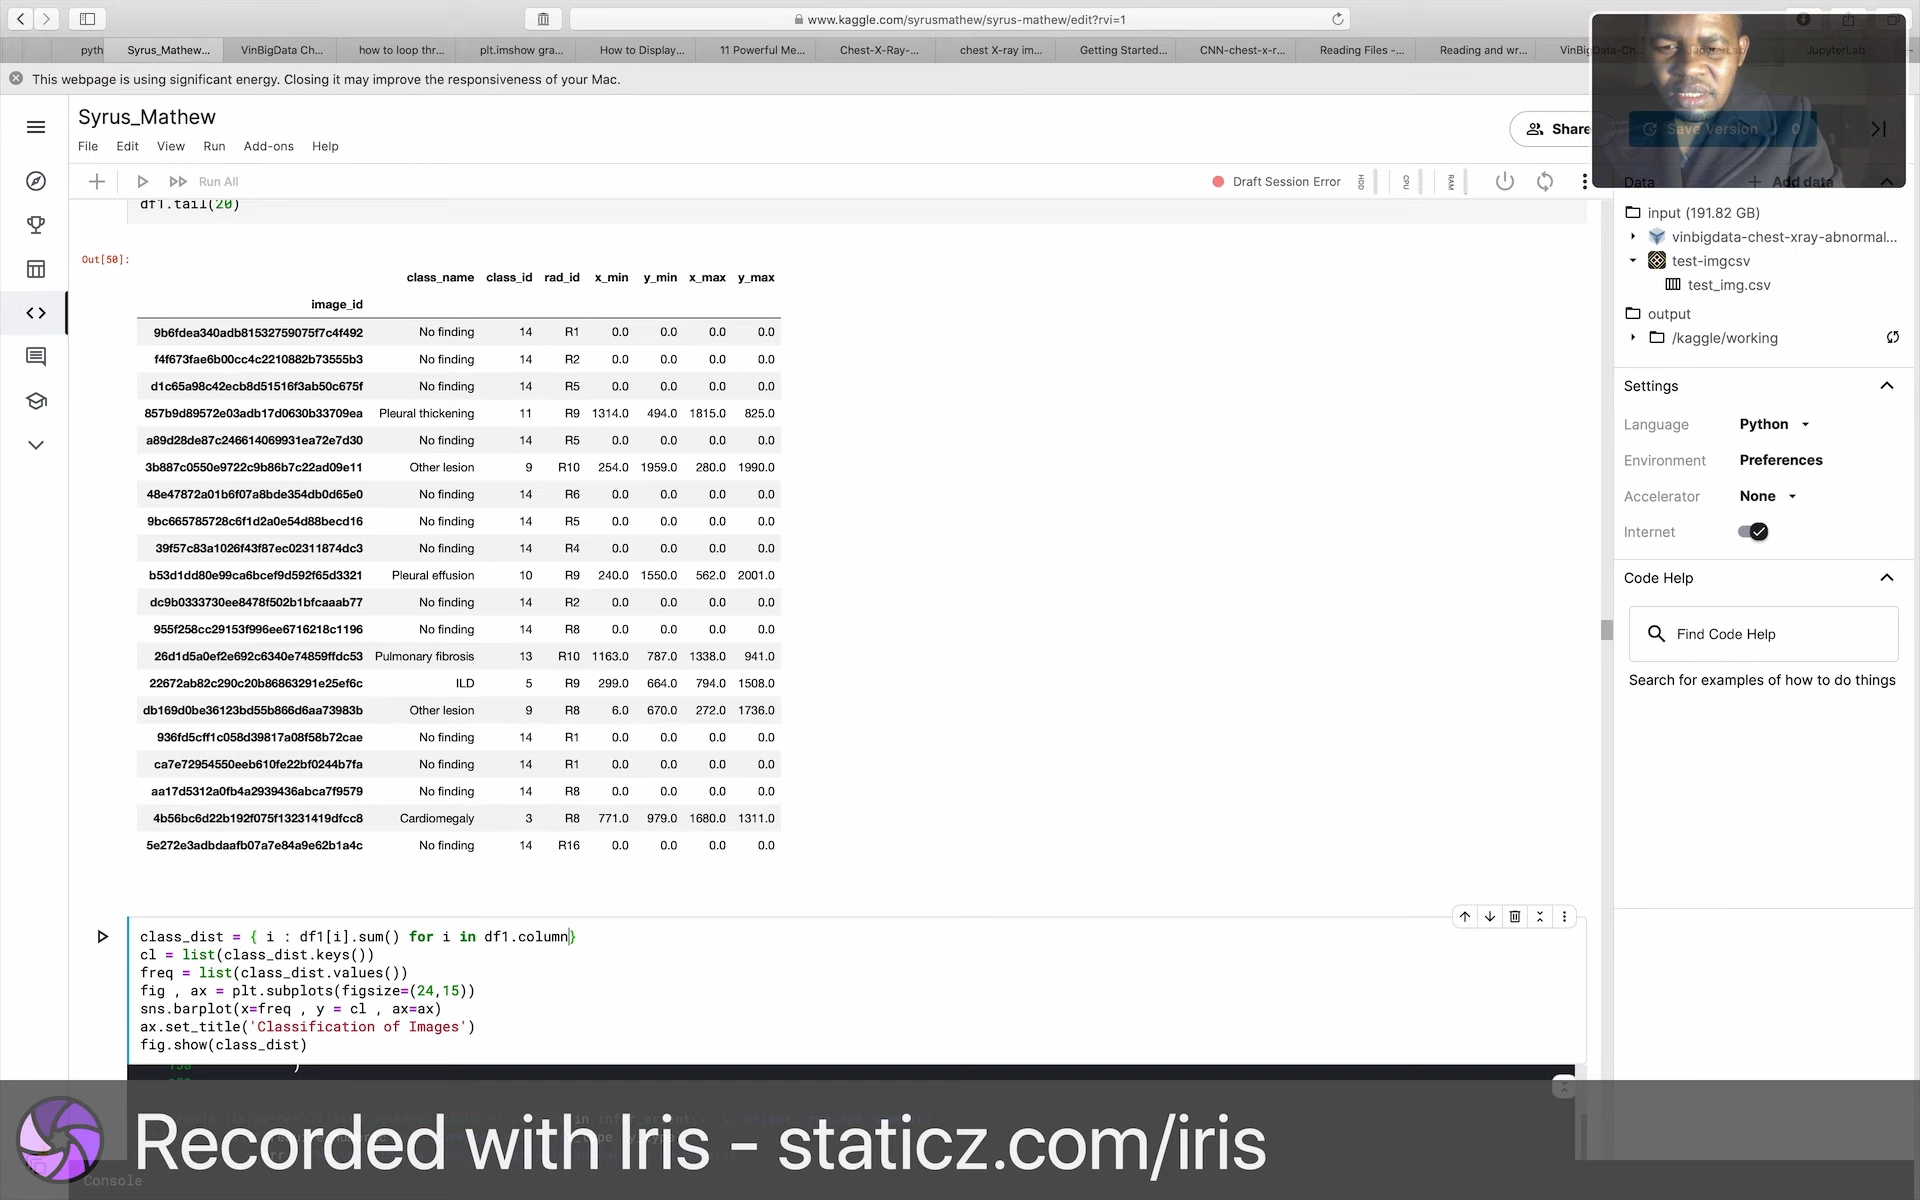 www.kaggle.com/syrusmathew/syrus-mathew/edit?rvi=1
pyth
Syrus_Mathew...
VinBigData Ch...
how to loop thr...
plt.imshow gra...
How to Display...
11 Powerful Me...
Chest-X-Ray-...
chest X-ray im...
Getting Started...
CNN-chest-x-r...
Reading Files -...
Reading and wr...
VinBigData-Ch...
JupyterLab
JupyterLab
This webpage is using significant energy. Closing it may improve the responsiveness of your Mac.
Syrus_Mathew
Share
Save Version 0
File Edit View Run Add-ons Help
Run All
Draft Session Error
HDD
CPU
RAM
Data
Add data
df1.tail(20)
Out[50]:
class_name class_id rad_id x_min y_min x_max y_max
image_id
9b6fdea340adb81532759075f7c4f492 No finding 14 R1 0.0 0.0 0.0 0.0
f4f673fae6b00cc4c2210882b73555b3 No finding 14 R2 0.0 0.0 0.0 0.0
d1c65a98c42ecb8d51516f3ab50c675f No finding 14 R5 0.0 0.0 0.0 0.0
857b9d89572e03adb17d0630b33709ea Pleural thickening 11 R9 1314.0 494.0 1815.0 825.0
a89d28de87c246614069931ea72e7d30 No finding 14 R5 0.0 0.0 0.0 0.0
3b887c0550e9722c9b86b7c22ad09e11 Other lesion 9 R10 254.0 1959.0 280.0 1990.0
48e47872a01b6f07a8bde354db0d65e0 No finding 14 R6 0.0 0.0 0.0 0.0
9bc665785728c6f1d2a0e54d88becd16 No finding 14 R5 0.0 0.0 0.0 0.0
39f57c83a1026f43f87ec02311874dc3 No finding 14 R4 0.0 0.0 0.0 0.0
b53d1dd80e99ca6bcef9d592f65d3321 Pleural effusion 10 R9 240.0 1550.0 562.0 2001.0
dc9b0333730ee8478f502b1bfcaaab77 No finding 14 R2 0.0 0.0 0.0 0.0
955f258cc29153f996ee6716218c1196 No finding 14 R8 0.0 0.0 0.0 0.0
26d1d5a0ef2e692c6340e74859ffdc53 Pulmonary fibrosis 13 R10 1163.0 787.0 1338.0 941.0
22672ab82c290c20b86863291e25ef6c ILD 5 R9 299.0 664.0 794.0 1508.0
db169d0be36123bd55b866d6aa73983b Other lesion 9 R8 6.0 670.0 272.0 1736.0
936fd5cff1c058d39817a08f58b72cae No finding 14 R1 0.0 0.0 0.0 0.0
ca7e72954550eeb610fe22bf0244b7fa No finding 14 R1 0.0 0.0 0.0 0.0
aa17d5312a0fb4a2939436abca7f9579 No finding 14 R8 0.0 0.0 0.0 0.0
4b56bc6d22b192f075f13231419dfcc8 Cardiomegaly 3 R8 771.0 979.0 1680.0 1311.0
5e272e3adbdaafb07a7e84a9e62b1a4c No finding 14 R16 0.0 0.0 0.0 0.0
class_dist = { i : df1[i].sum() for i in df1.column}
cl = list(class_dist.keys())
freq = list(class_dist.values())
fig , ax = plt.subplots(figsize=(24,15))
sns.barplot(x=freq , y = cl , ax=ax)
ax.set_title('Classification of Images')
fig.show(class_dist)
input (191.82 GB)
vinbigdata-chest-xray-abnormal...
test-imgcsv
test_img.csv
output
/kaggle/working
Settings
Language Python
Environment Preferences
Accelerator None
Internet
Code Help
Find Code Help
Search for examples of how to do things
Recorded with Iris - staticz.com/iris
Console